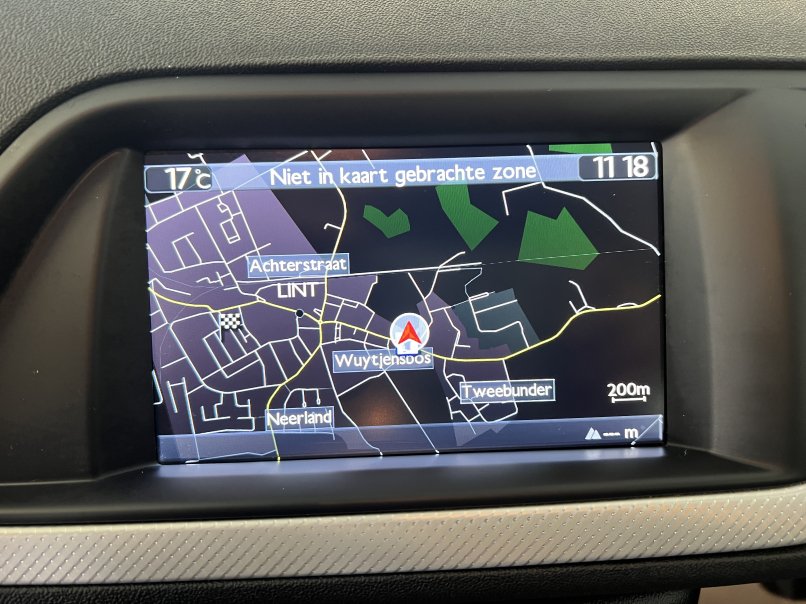 17°C
Niet in kaart gebrachte zone
11 18
Achterstraat
LINT
Wuytjensbos
Tweebunder
200m
Neerland
m